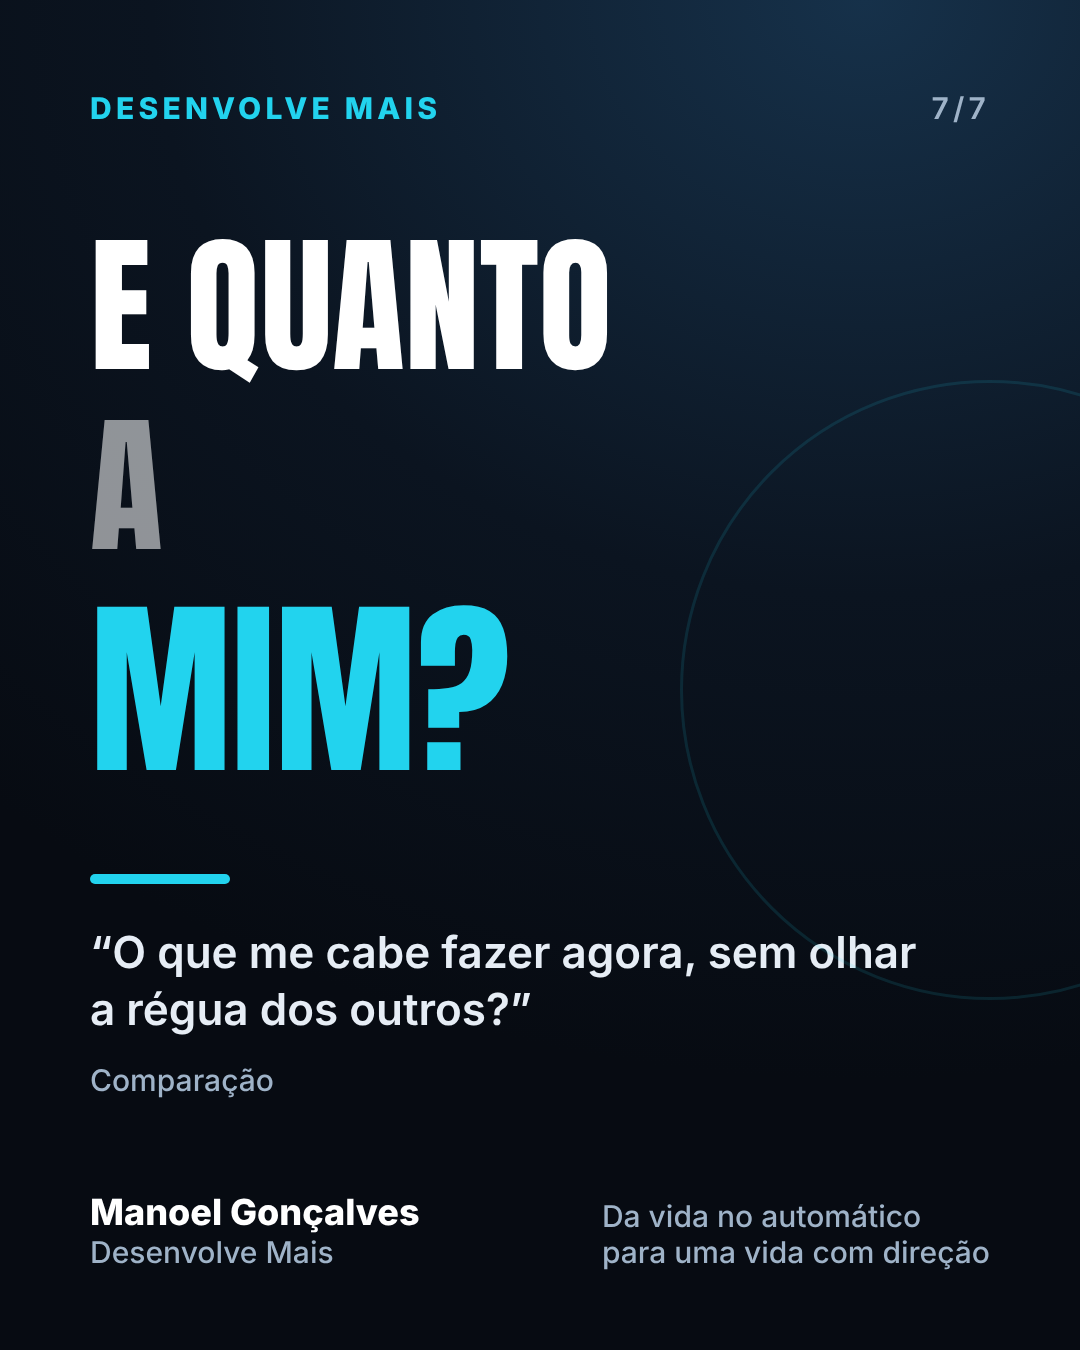 DESENVOLVE MAIS
7/7
E QUANTO
A
MIM?
“O que me cabe fazer agora, sem olhar
a régua dos outros?”
Comparação
Manoel Gonçalves
Desenvolve Mais
Da vida no automático
para uma vida com direção